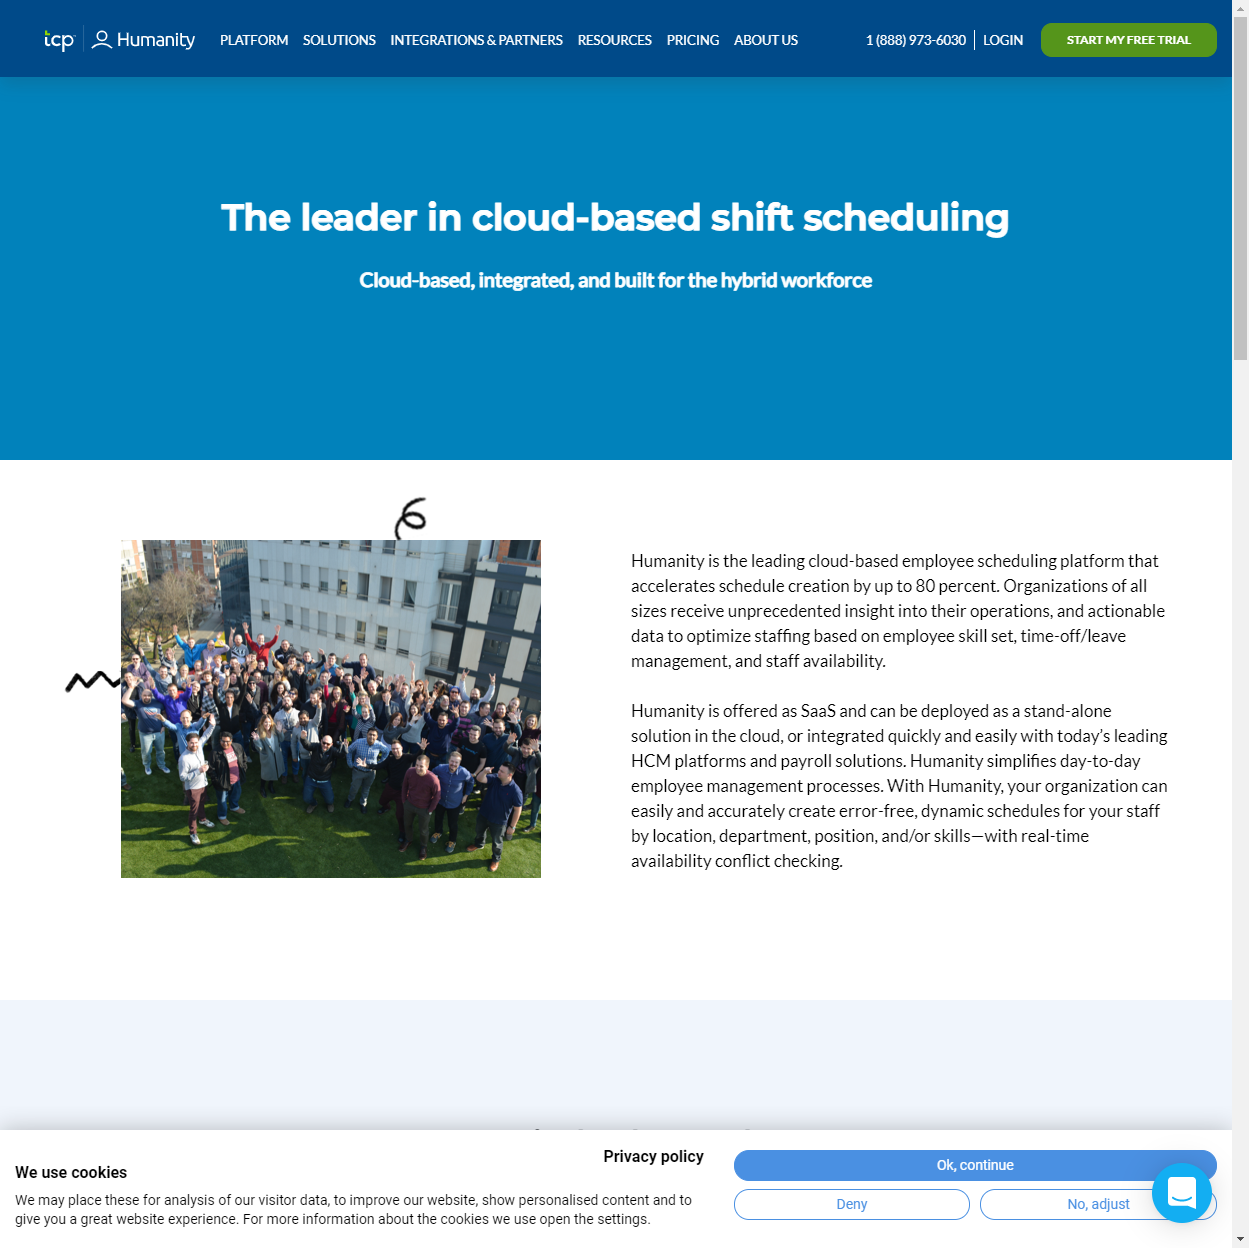 tcp Humanity PLATFORM SOLUTIONS INTEGRATIONS & PARTNERS RESOURCES PRICING ABOUT US 1 (888) 973-6030 LOGIN START MY FREE TRIAL
The leader in cloud-based shift scheduling
Cloud-based, integrated, and built for the hybrid workforce
Humanity is the leading cloud-based employee scheduling platform that
accelerates schedule creation by up to 80 percent. Organizations of all
sizes receive unprecedented insight into their operations, and actionable
data to optimize staffing based on employee skill set, time-off/leave
management, and staff availability.
Humanity is offered as SaaS and can be deployed as a stand-alone
solution in the cloud, or integrated quickly and easily with today’s leading
HCM platforms and payroll solutions. Humanity simplifies day-to-day
employee management processes. With Humanity, your organization can
easily and accurately create error-free, dynamic schedules for your staff
by location, department, position, and/or skills—with real-time
availability conflict checking.
Privacy policy
We use cookies
We may place these for analysis of our visitor data, to improve our website, show personalised content and to
give you a great website experience. For more information about the cookies we use open the settings.
Ok, continue
Deny
No, adjust